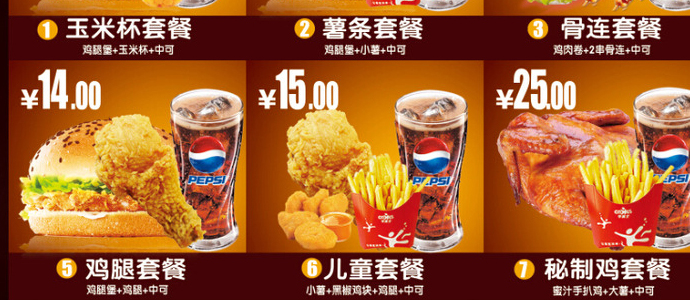 1 玉米杯套餐
鸡腿堡+玉米杯+中可
2 薯条套餐
鸡腿堡+小薯+中可
3 骨连套餐
鸡肉卷+2串骨连+中可
¥14.00
PEPSI
5 鸡腿套餐
鸡腿堡+鸡腿+中可
¥15.00
PEPSI
6 儿童套餐
小薯+黑椒鸡块+鸡腿+中可
¥25.00
PEPSI
7 秘制鸡套餐
蜜汁手扒鸡+大薯+中可